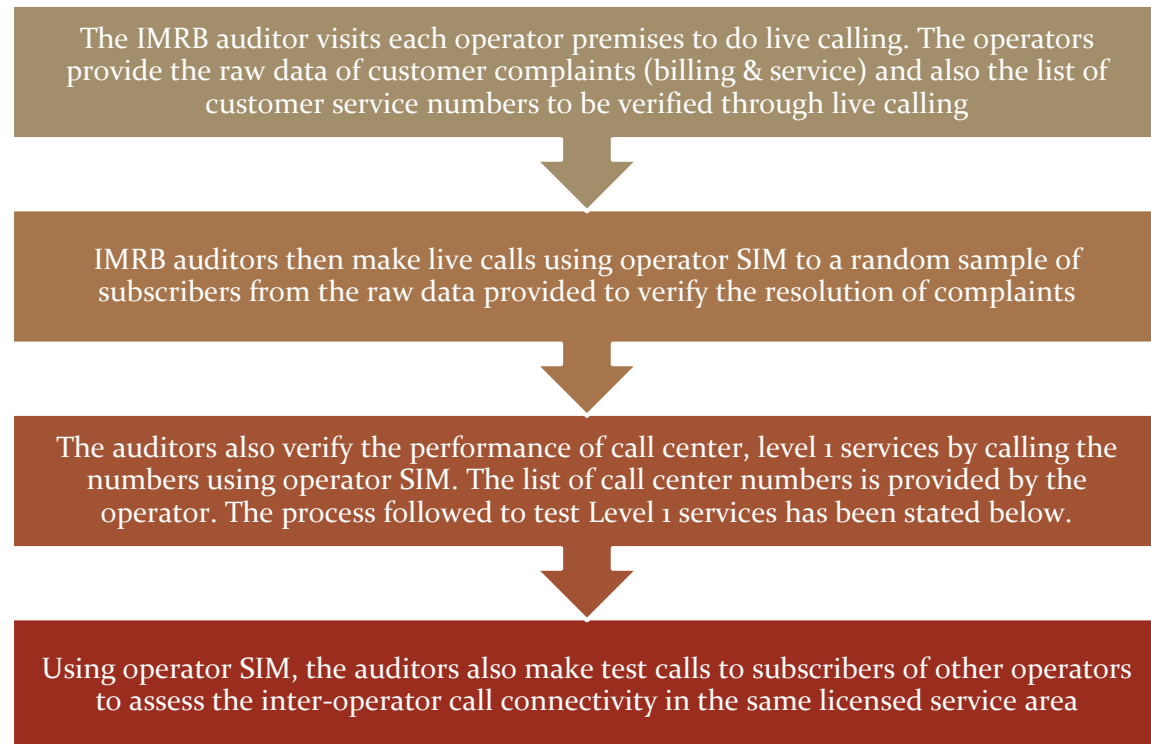 The IMRB auditor visits each operator premises to do live calling. The operators
provide the raw data of customer complaints (billing & service) and also the list of
customer service numbers to be verified through live calling
IMRB auditors then make live calls using operator SIM to a random sample of
subscribers from the raw data provided to verify the resolution of complaints
The auditors also verify the performance of call center, level 1 services by calling the
numbers using operator SIM. The list of call center numbers is provided by the
operator. The process followed to test Level 1 services has been stated below.
Using operator SIM, the auditors also make test calls to subscribers of other operators
to assess the inter-operator call connectivity in the same licensed service area